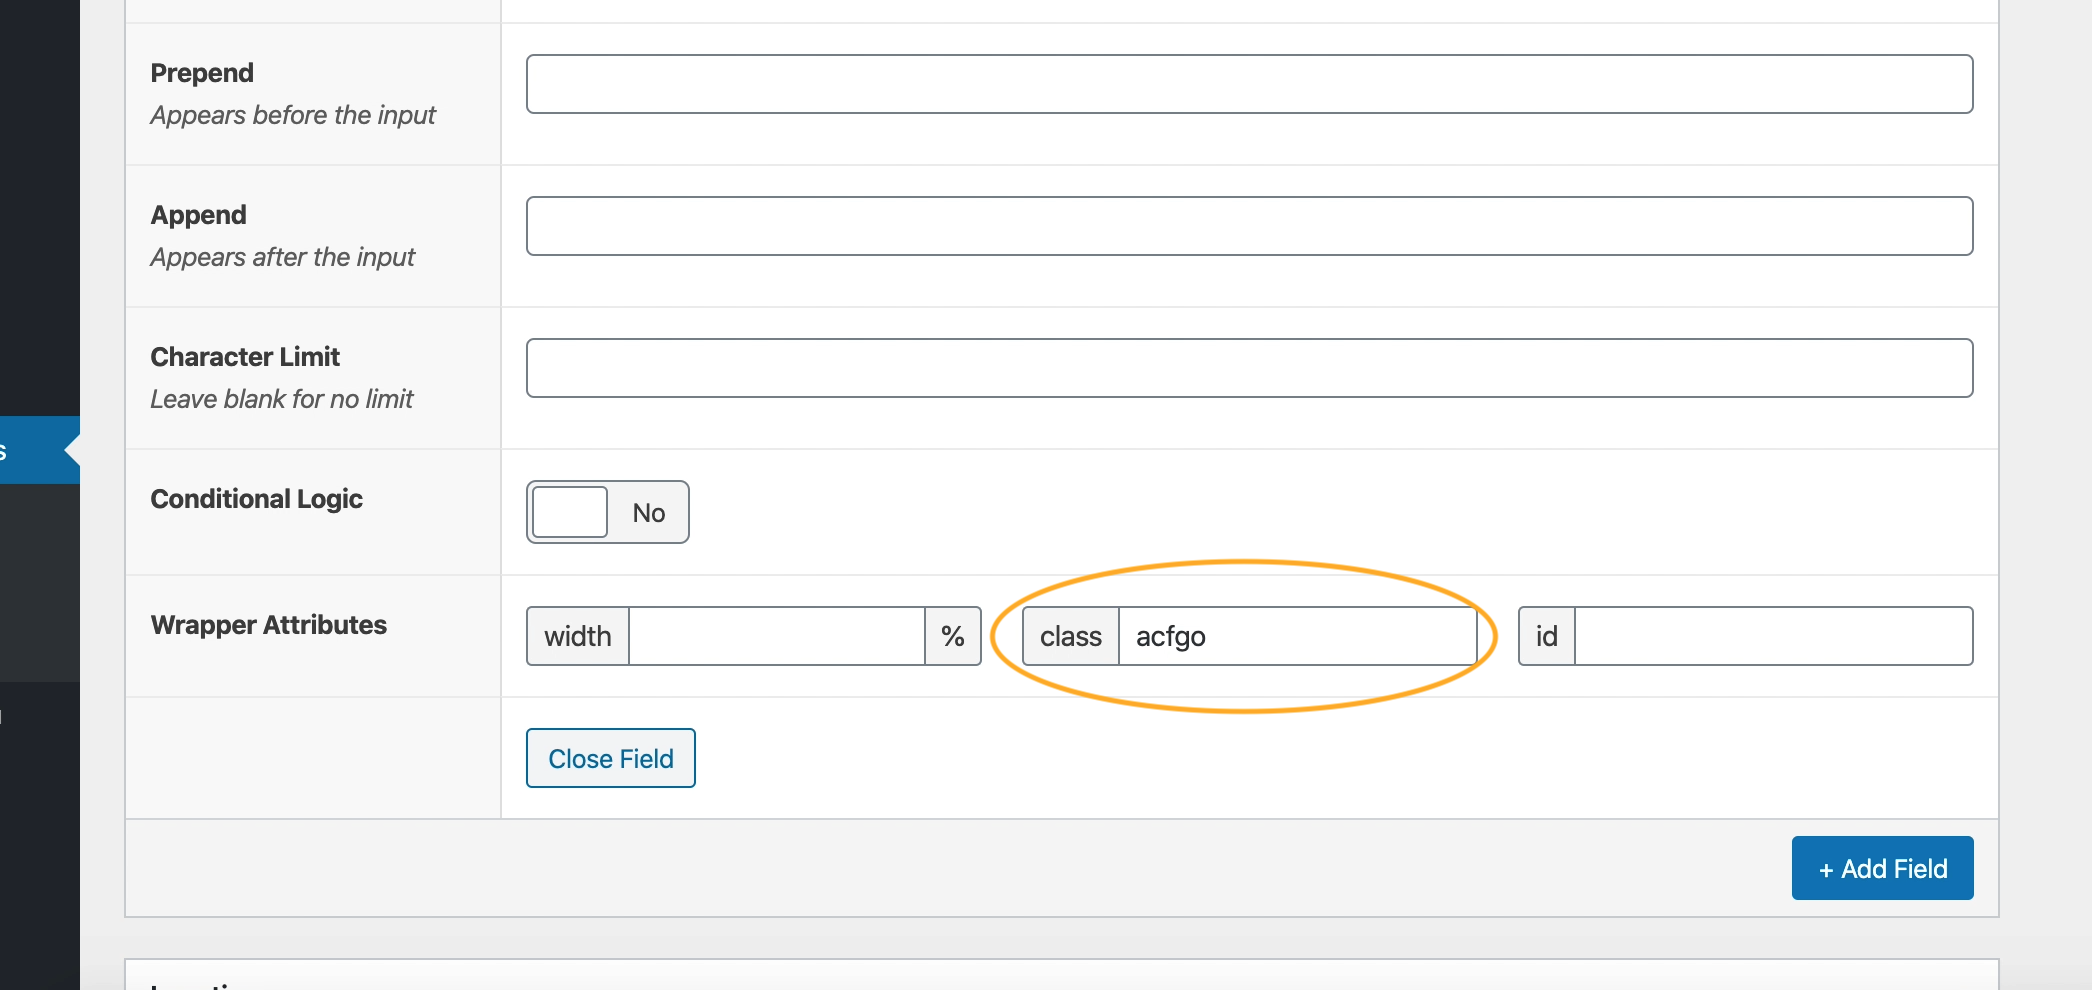 Prepend
Appears before the input
Append
Appears after the input
Character Limit
Leave blank for no limit
s
Conditional Logic
No
Wrapper Attributes
width
%
class
acfgo
id
Close Field
+ Add Field